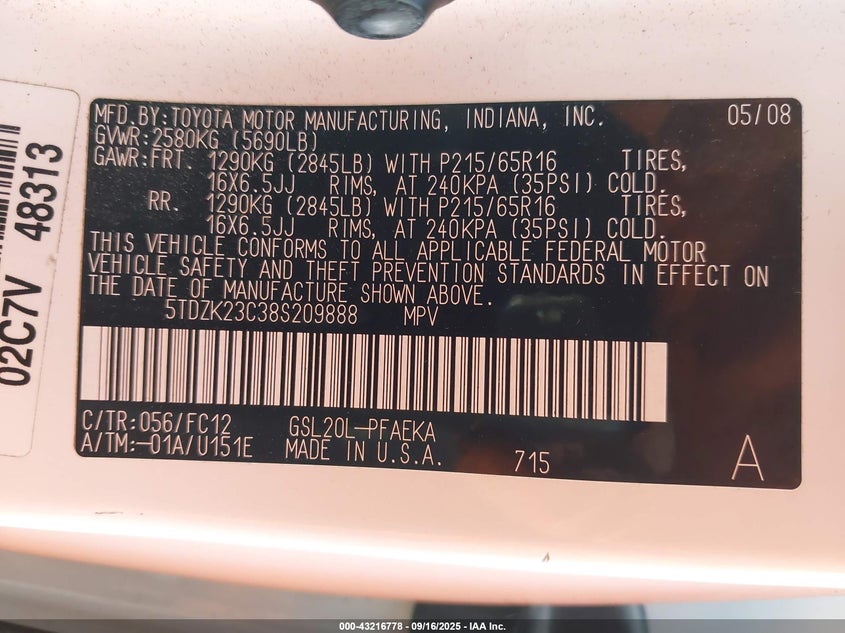 MFD.BY:TOYOTA MOTOR MANUFACTURING, INDIANA, INC. 05/08
GVWR:2580KG (5690LB)
GAWR:FRT. 1290KG (2845LB) WITH P215/65R16 TIRES,
16X6.5JJ RIMS, AT 240KPA (35PSI) COLD.
RR. 1290KG (2845LB) WITH P215/65R16 TIRES,
16X6.5JJ RIMS, AT 240KPA (35PSI) COLD.
THIS VEHICLE CONFORMS TO ALL APPLICABLE FEDERAL MOTOR
VEHICLE SAFETY AND THEFT PREVENTION STANDARDS IN EFFECT ON
THE DATE OF MANUFACTURE SHOWN ABOVE.
5TDZK23C38S209888 MPV
C/TR:056/FC12 GSL20L-PFAEKA
A/TM:-01A/U151E MADE IN U.S.A. 715 A
02C7V 48313
000-43216778 - 09/16/2025 - IAA Inc.